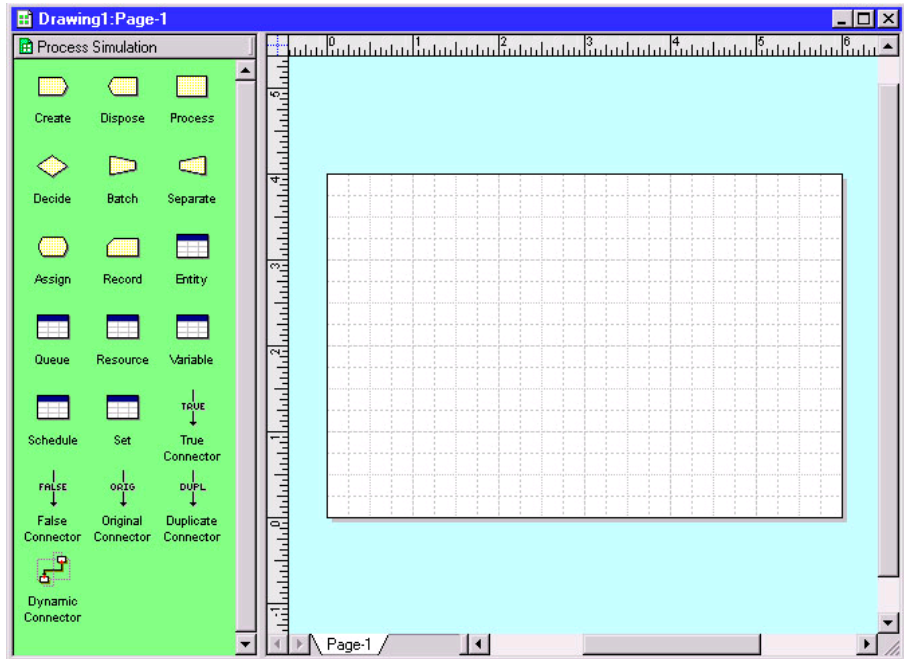 Drawing1:Page-1
Process Simulation
Create Dispose Process
Decide Batch Separate
Assign Record Entity
Queue Resource Variable
TRUE
Schedule Set True
Connector
FALSE ORIG DUPL
False Original Duplicate
Connector Connector Connector
Dynamic
Connector
0 1 2 3 4 5 6
5
4
3
2
1
0
-1
Page-1